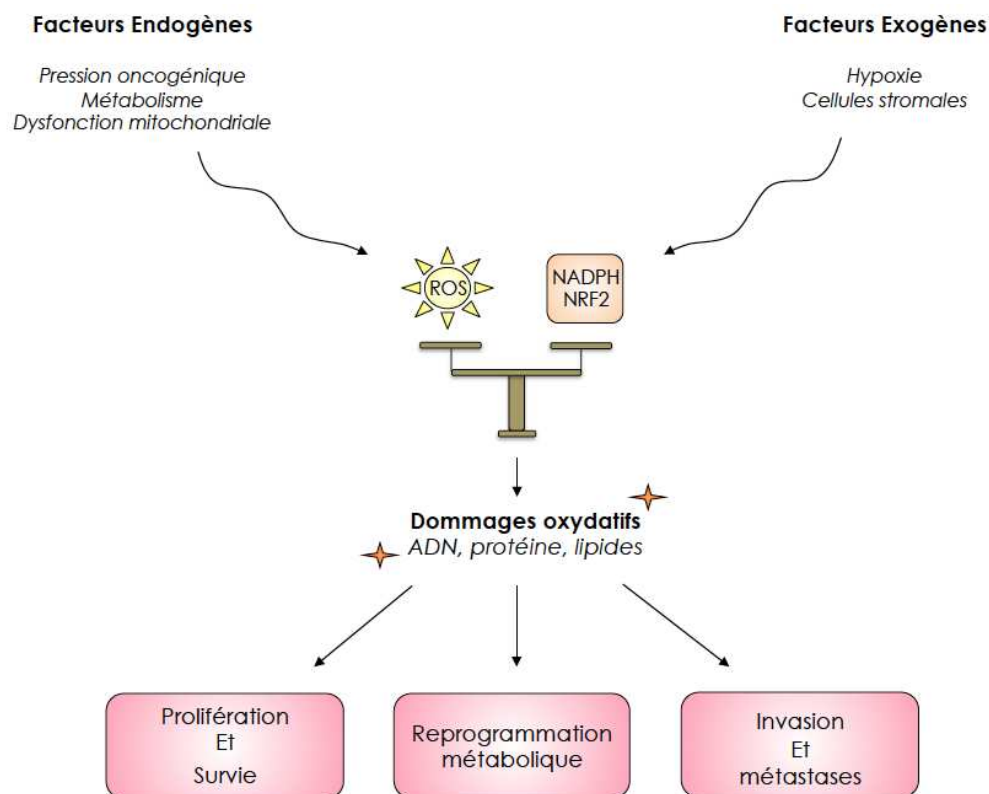 Facteurs Endogènes
Pression oncogénique
Métabolisme
Dysfonction mitochondriale
Facteurs Exogènes
Hypoxie
Cellules stromales
ROS
NADPH
NRF2
Dommages oxydatifs
ADN, protéine, lipides
Prolifération
Et
Survie
Reprogrammation
métabolique
Invasion
Et
métastases